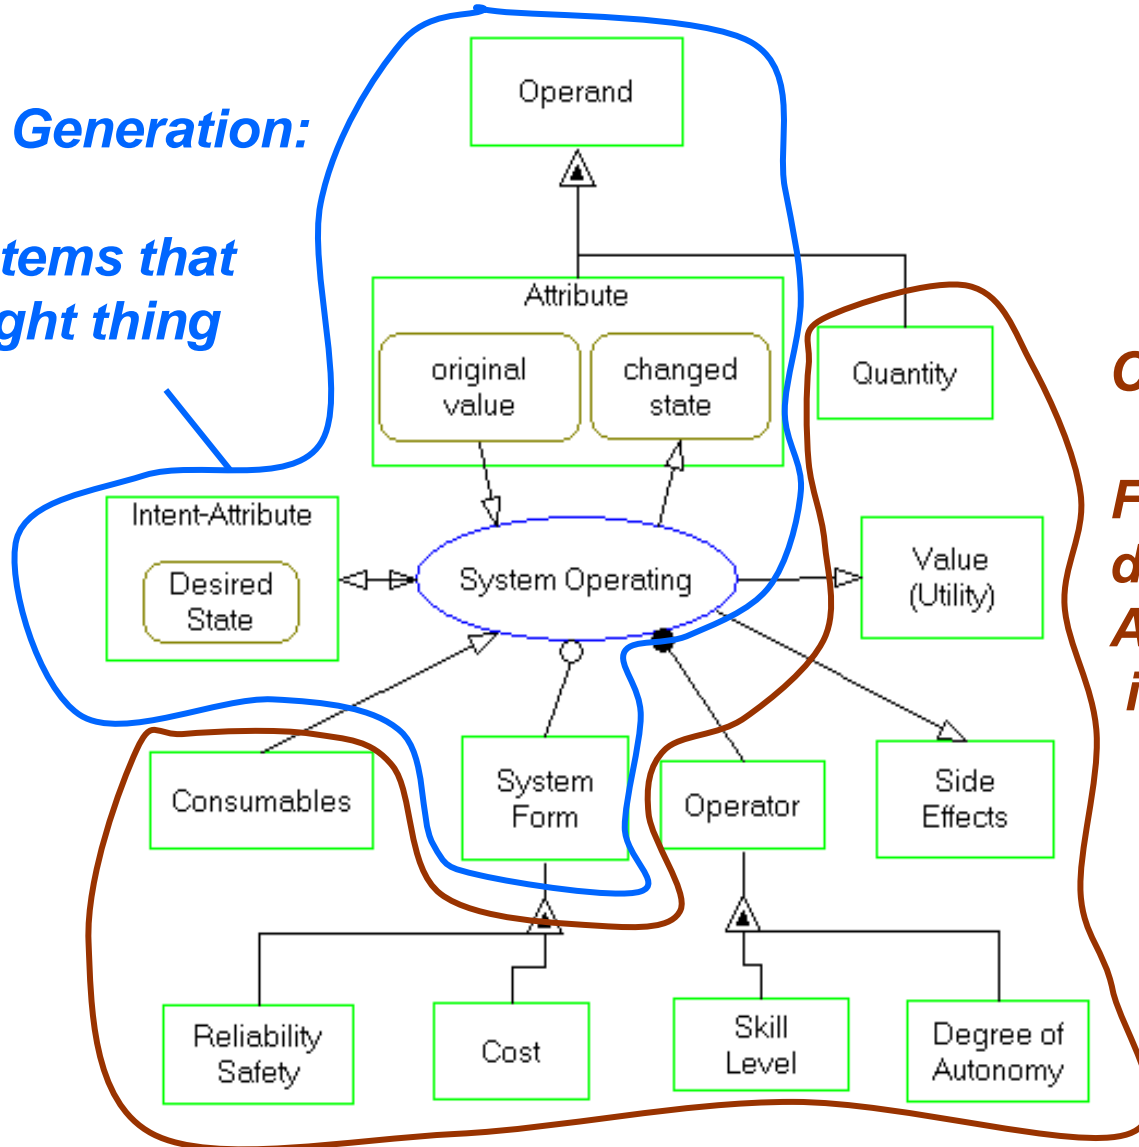 Operand
Generation:
tems that
ght thing
Attribute
original
value
changed
state
Quantity
C
F
d
A
i
Intent-Attribute
Desired
State
System Operating
Value
(Utility)
Consumables
System
Form
Operator
Side
Effects
Reliability
Safety
Cost
Skill
Level
Degree of
Autonomy